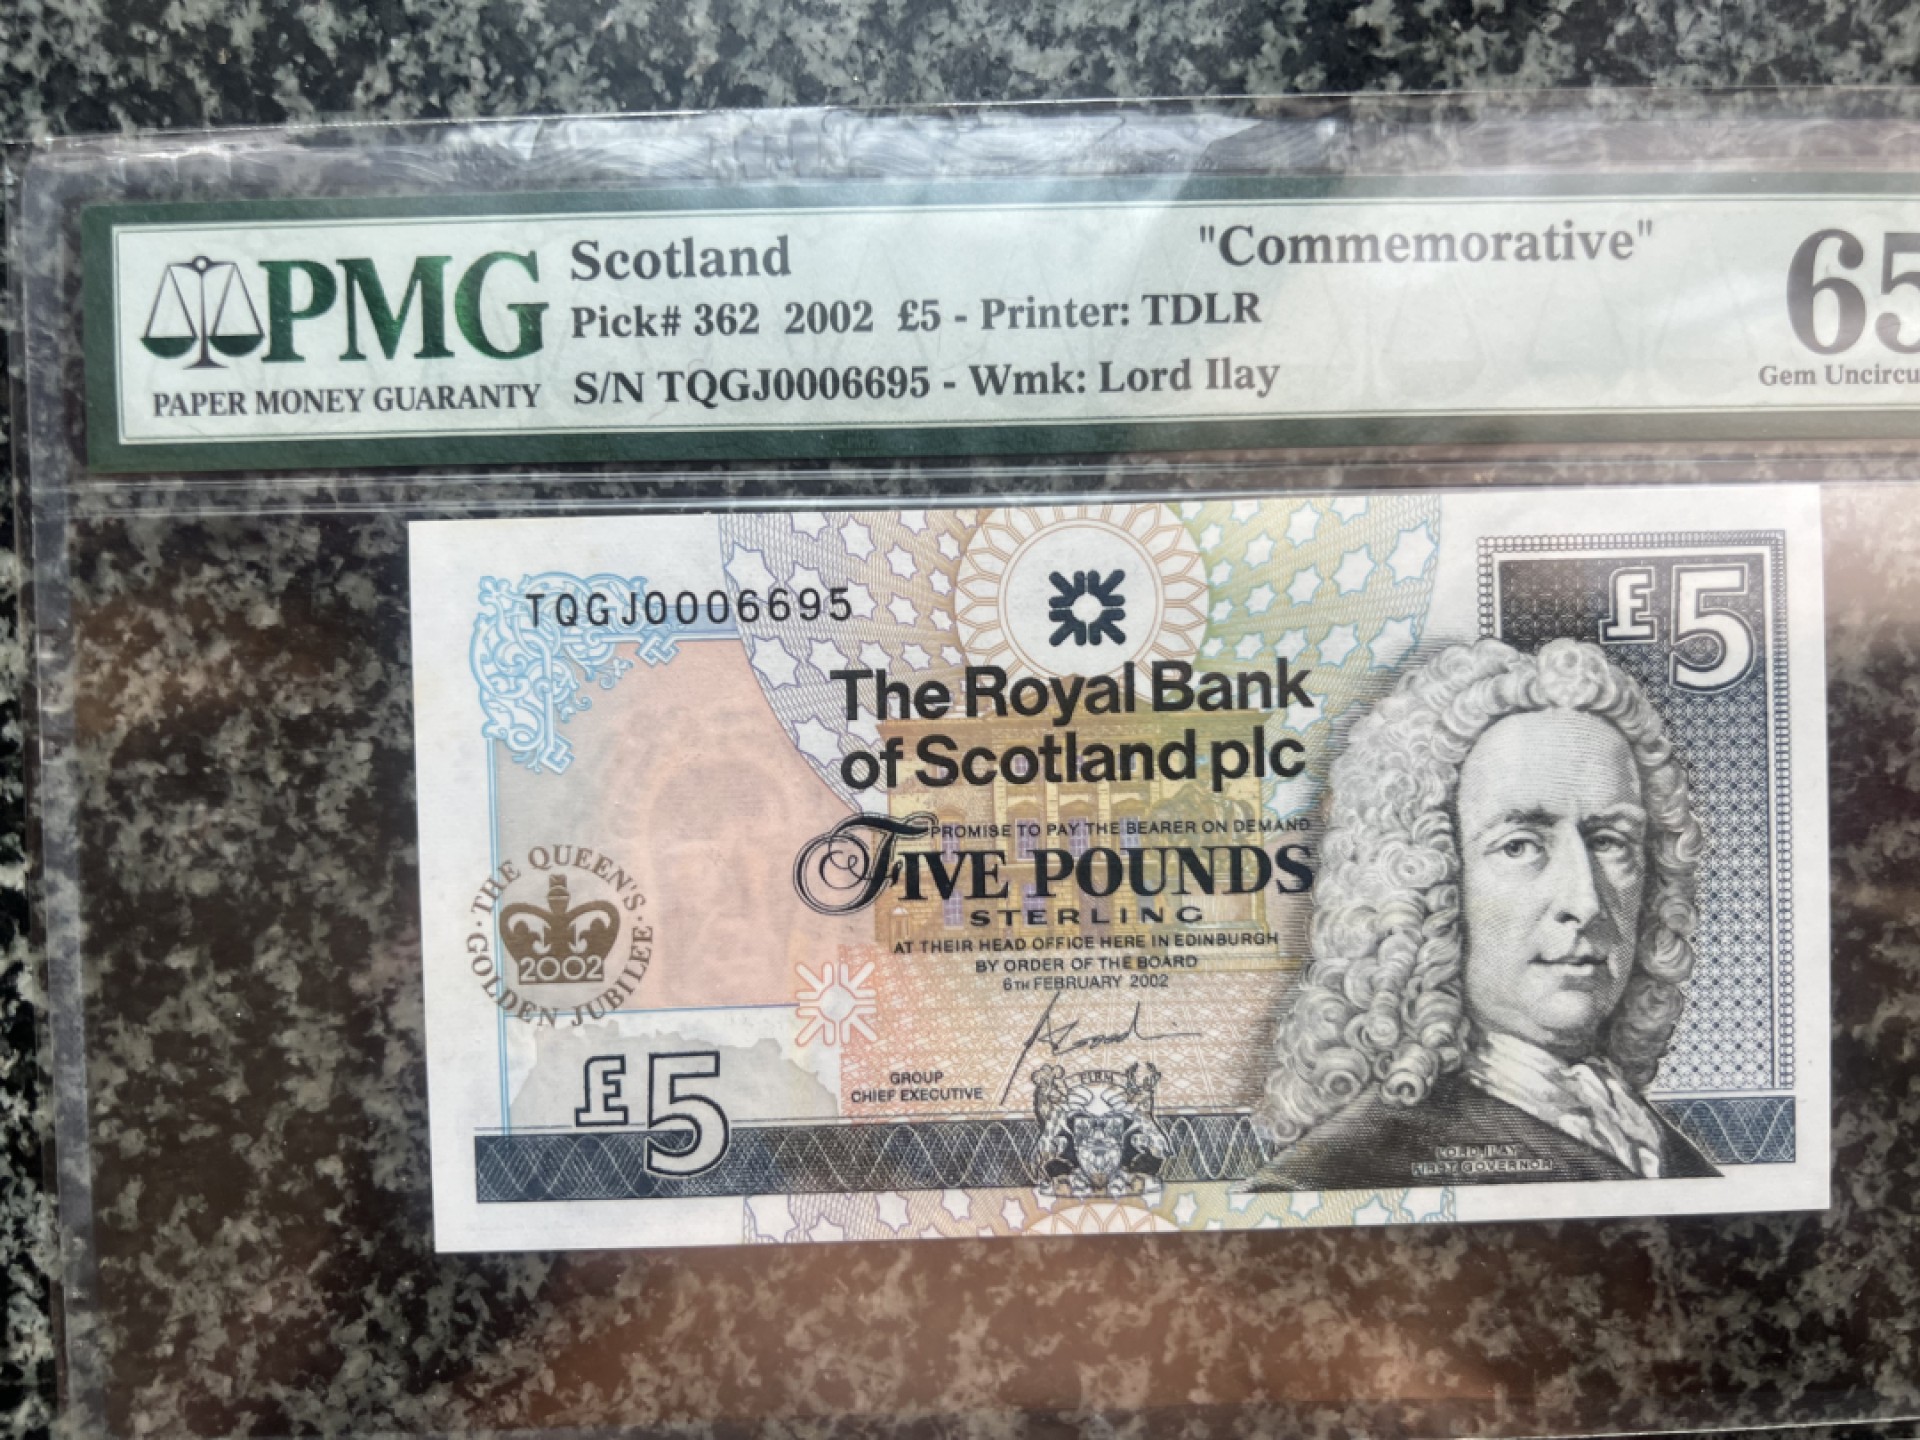 PMG
PAPER MONEY GUARANTY
Scotland
"Commemorative"
Pick# 362 2002 £5 - Printer: TDLR
S/N TQGJ0006695 - Wmk: Lord Ilay
65
Gem
TQGJ0006695
£5
The Royal Bank
of Scotland plc
PROMISE TO PAY THE BEARER ON DEMAND
FIVE POUNDS
STERLING
AT THEIR HEAD OFFICE HERE IN EDINBURGH
BY ORDER OF THE BOARD
6TH FEBRUARY 2002
· THE QUEEN'S ·
GOLDEN JUBILEE
2002
£5
GROUP
CHIEF EXECUTIVE
FIRM
LORD ILAY
FIRST GOVERNOR